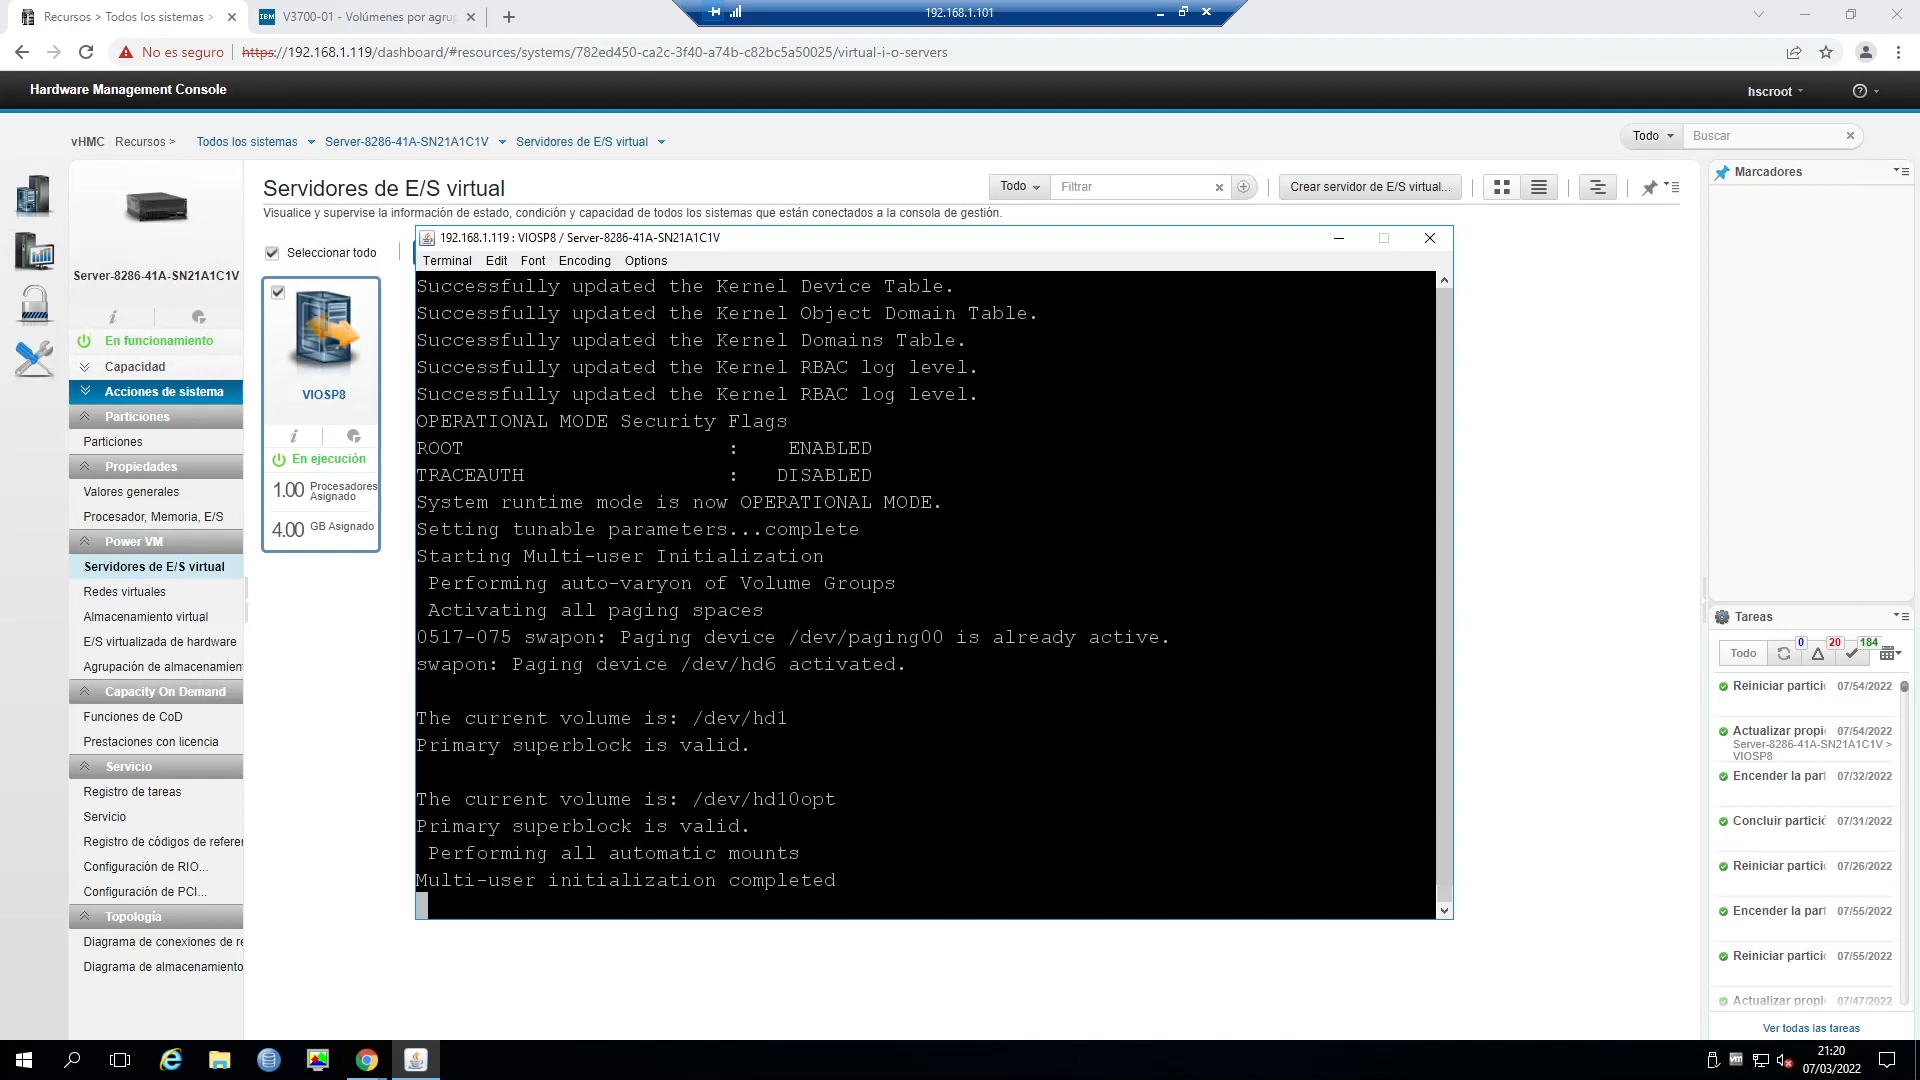 Recursos > Todos los sistemas >
V3700-01 - Volúmenes por agru
192.168.1.101
No es seguro
https://192.168.1.119/dashboard/#resources/systems/782ed450-ca2c-3f40-a74b-c82bc5a50025/virtual-i-o-servers
Hardware Management Console
hscroot
vHMC Recursos > Todos los sistemas Server-8286-41A-SN21A1C1V Servidores de E/S virtual
Todo Buscar
Servidores de E/S virtual
Todo Filtrar
Crear servidor de E/S virtual...
Visualice y supervise la información de estado, condición y capacidad de todos los sistemas que están conectados a la consola de gestión.
Seleccionar todo
Server-8286-41A-SN21A1C1V
En funcionamiento
Capacidad
Acciones de sistema
Particiones
Particiones
Propiedades
Valores generales
Procesador, Memoria, E/S
Power VM
Servidores de E/S virtual
Redes virtuales
Almacenamiento virtual
E/S virtualizada de hardware
Agrupación de almacenamien
Capacity On Demand
Funciones de CoD
Prestaciones con licencia
Servicio
Registro de tareas
Servicio
Registro de códigos de referen
Configuración de RIO...
Configuración de PCI...
Topología
Diagrama de conexiones de re
Diagrama de almacenamiento
VIOSP8
En ejecución
1.00 Procesadores Asignado
4.00 GB Asignado
192.168.1.119 : VIOSP8 / Server-8286-41A-SN21A1C1V
Terminal Edit Font Encoding Options
Successfully updated the Kernel Device Table.
Successfully updated the Kernel Object Domain Table.
Successfully updated the Kernel Domains Table.
Successfully updated the Kernel RBAC log level.
Successfully updated the Kernel RBAC log level.
OPERATIONAL MODE Security Flags
ROOT : ENABLED
TRACEAUTH : DISABLED
System runtime mode is now OPERATIONAL MODE.
Setting tunable parameters...complete
Starting Multi-user Initialization
Performing auto-varyon of Volume Groups
Activating all paging spaces
0517-075 swapon: Paging device /dev/paging00 is already active.
swapon: Paging device /dev/hd6 activated.
The current volume is: /dev/hd1
Primary superblock is valid.
The current volume is: /dev/hd10opt
Primary superblock is valid.
Performing all automatic mounts
Multi-user initialization completed
Marcadores
Tareas
Todo 0 20 184
Reiniciar partici 07/54/2022
Actualizar propi 07/54/2022
Server-8286-41A-SN21A1C1V >
VIOSP8
Encender la part 07/32/2022
Concluir partició 07/31/2022
Reiniciar partici 07/26/2022
Encender la part 07/55/2022
Reiniciar partici 07/55/2022
Actualizar propi 07/47/2022
Ver todas las tareas
21:20
07/03/2022